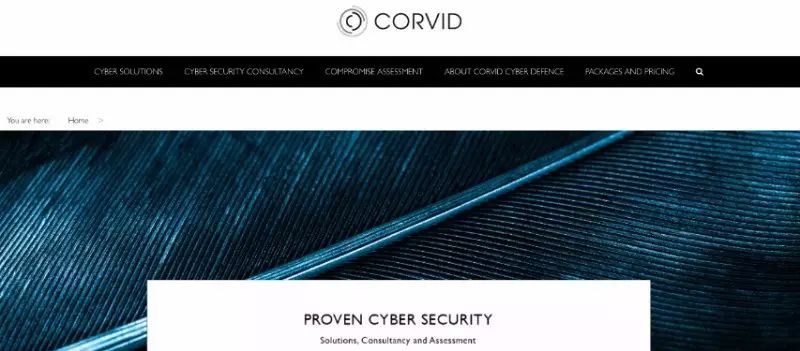 CORVID
CYBER SOLUTIONS CYBER SECURITY CONSULTANCY COMPROMISE ASSESSMENT ABOUT CORVID CYBER DEFENCE PACKAGES AND PRICING
You are here: Home >
PROVEN CYBER SECURITY
Solutions, Consultancy and Assessment